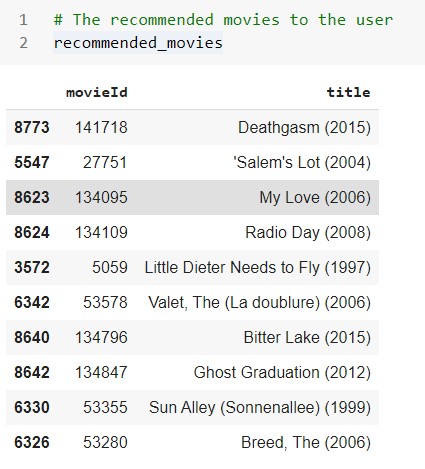 1 # The recommended movies to the user
2 recommended_movies
movieId title
8773 141718 Deathgasm (2015)
5547 27751 'Salem's Lot (2004)
8623 134095 My Love (2006)
8624 134109 Radio Day (2008)
3572 5059 Little Dieter Needs to Fly (1997)
6342 53578 Valet, The (La doublure) (2006)
8640 134796 Bitter Lake (2015)
8642 134847 Ghost Graduation (2012)
6330 53355 Sun Alley (Sonnenallee) (1999)
6326 53280 Breed, The (2006)